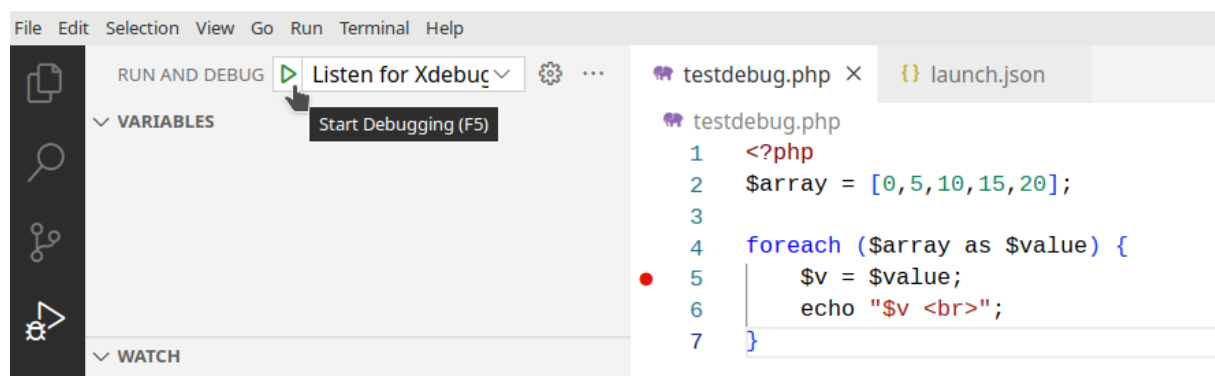 File Edit Selection View Go Run Terminal Help
RUN AND DEBUG Listen for Xdebug
VARIABLES
Start Debugging (F5)
WATCH
testdebug.php launch.json
testdebug.php
1 <?php
2 $array = [0,5,10,15,20];
3
4 foreach ($array as $value) {
5 $v = $value;
6 echo "$v <br>";
7 }